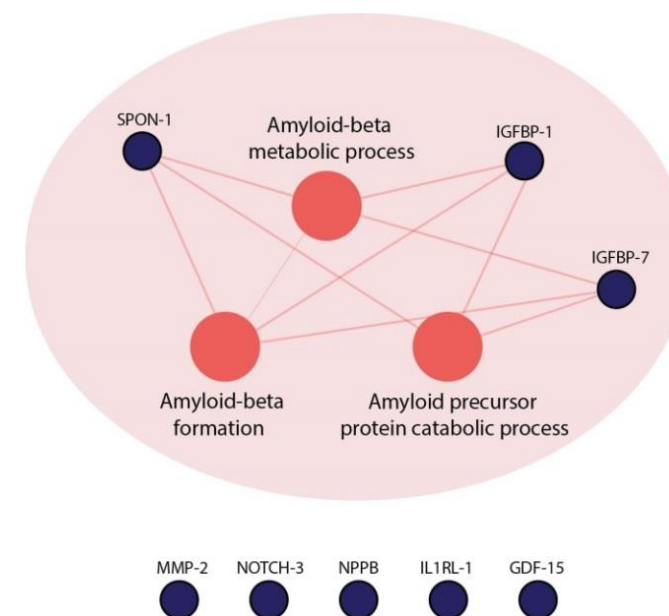 SPON-1
Amyloid-beta
metabolic process
IGFBP-1
IGFBP-7
Amyloid-beta
formation
Amyloid precursor
protein catabolic process
MMP-2 NOTCH-3 NPPB IL1RL-1 GDF-15